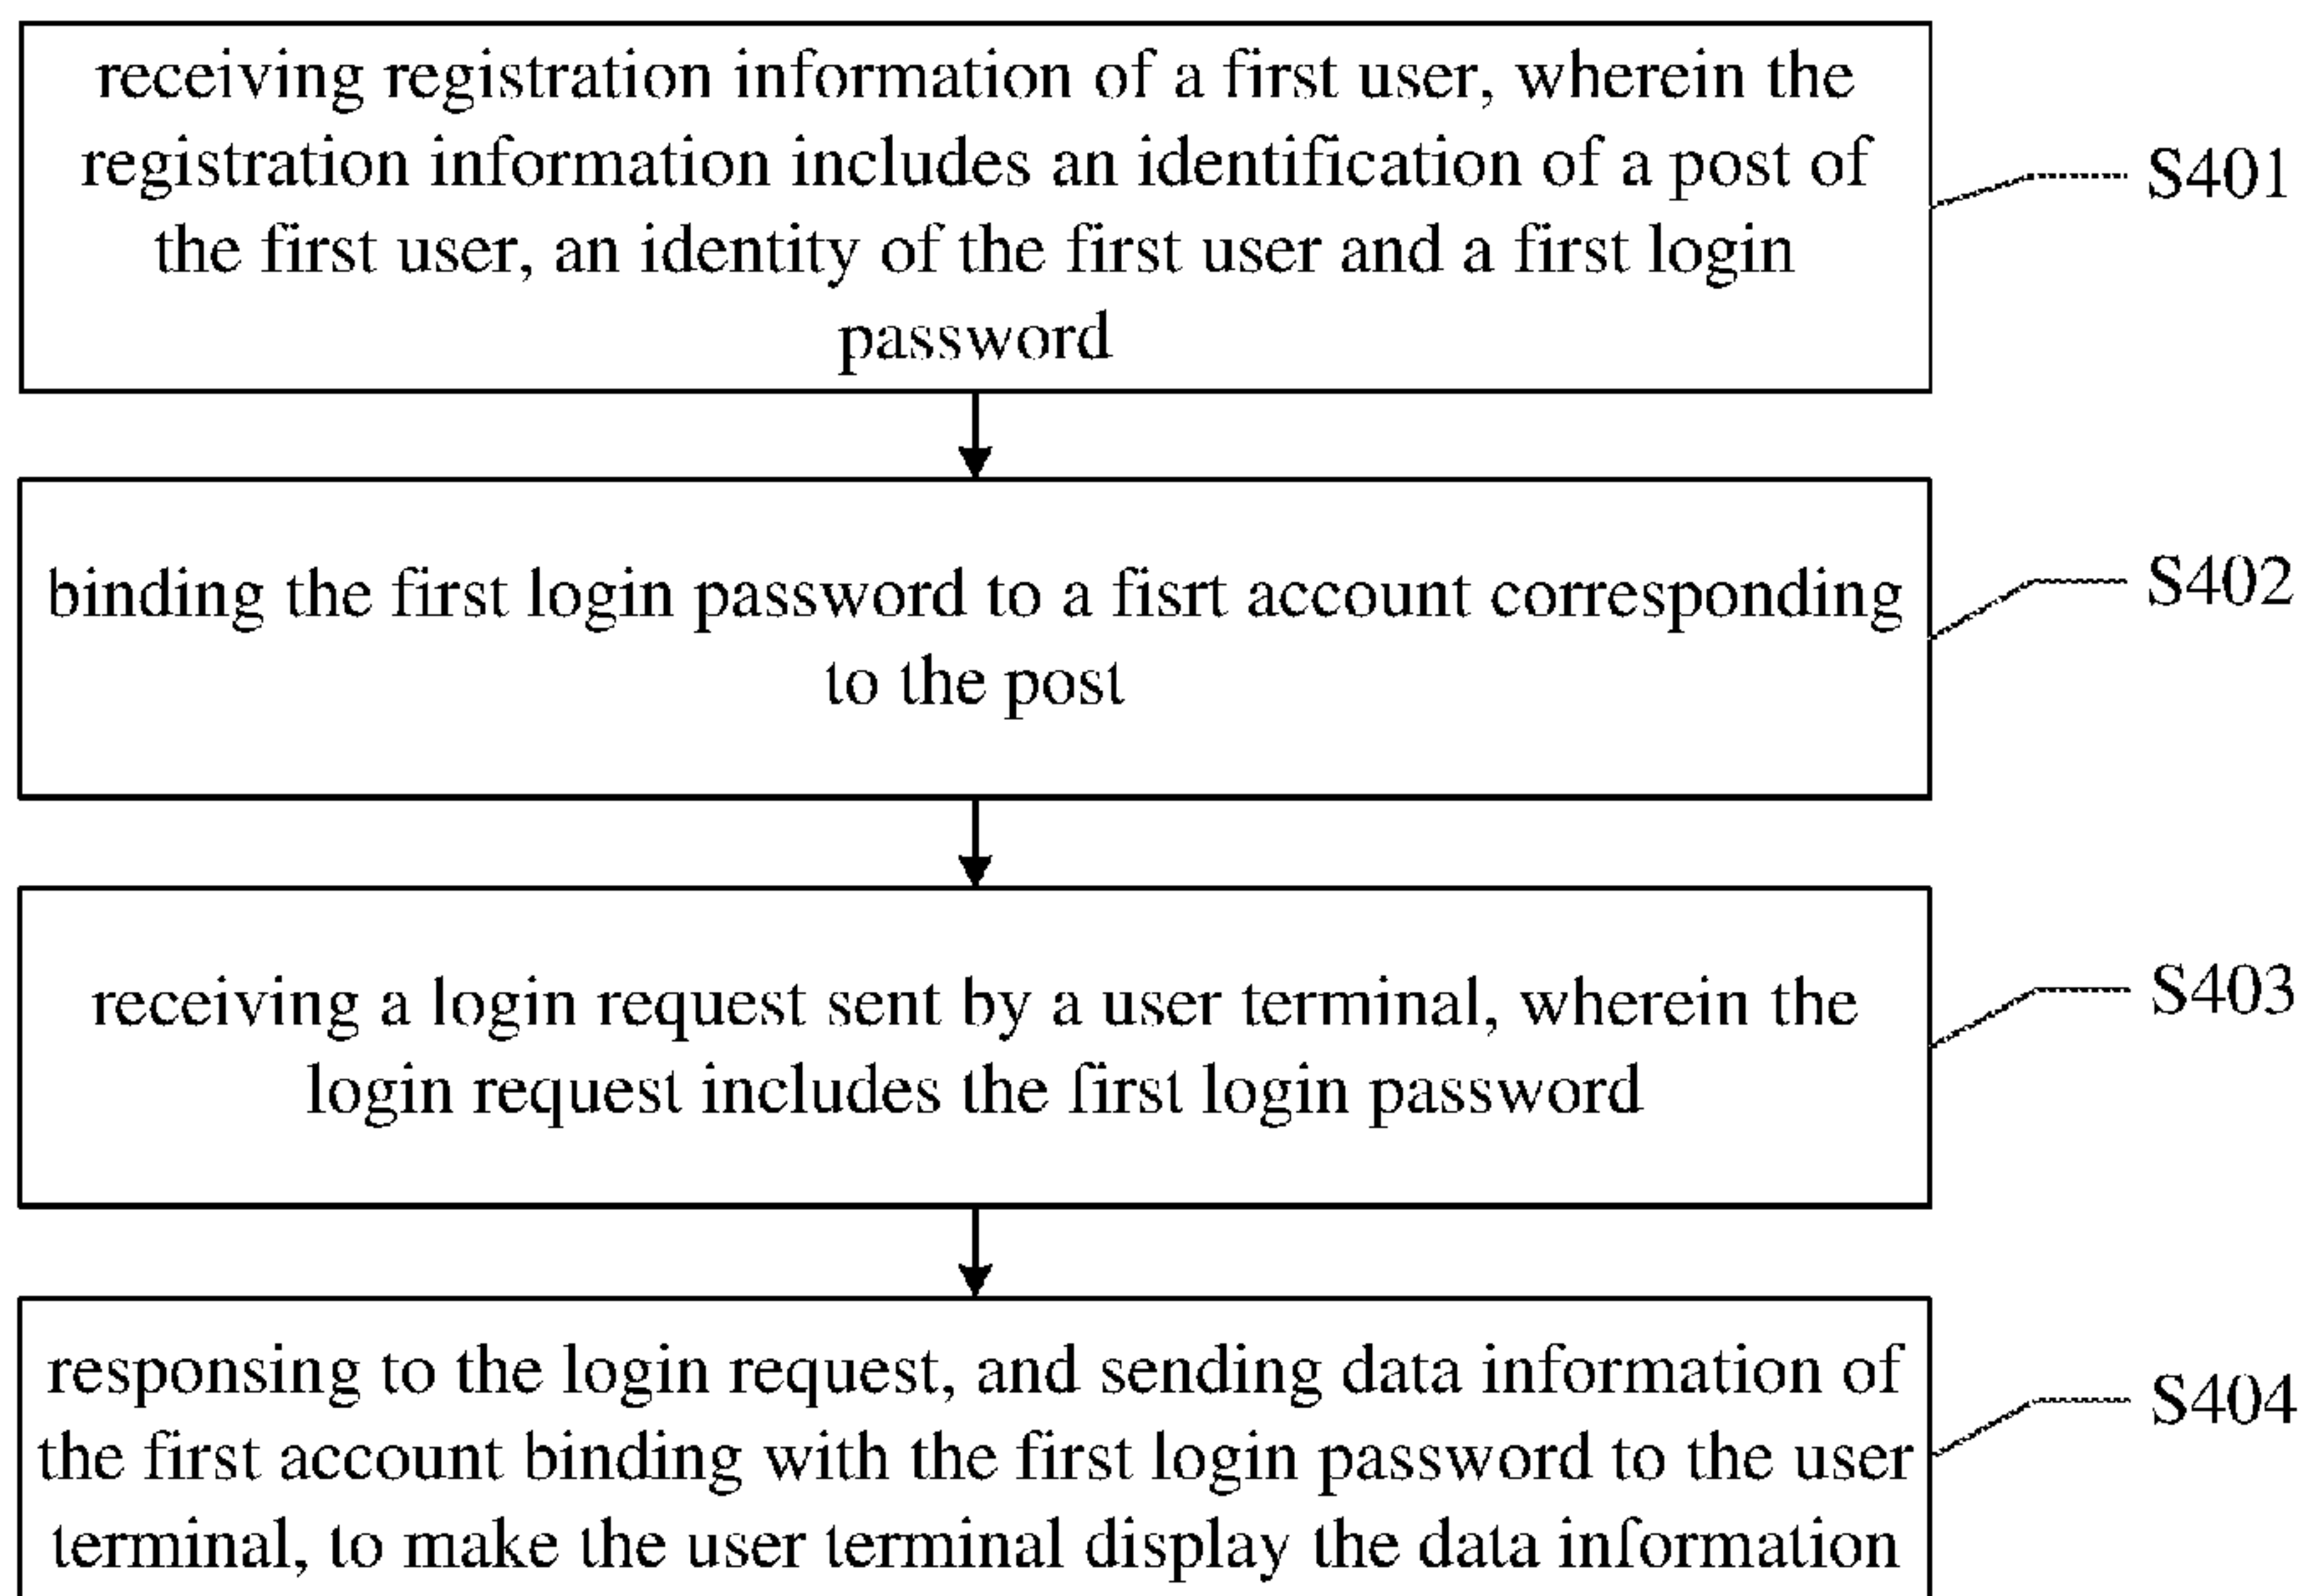 receiving registration information of a first user, wherein the
registration information includes an identification of a post of
the first user, an identity of the first user and a first login
password
S401
binding the first login password to a fisrt account corresponding
to the post
S402
receiving a login request sent by a user terminal, wherein the
login request includes the first login password
S403
responsing to the login request, and sending data information of
the first account binding with the first login password to the user
terminal, to make the user terminal display the data information
S404